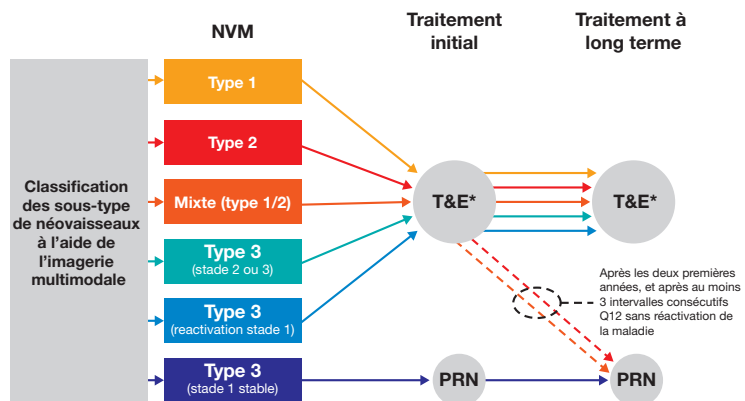 NVM
Traitement
initial
Traitement à
long terme
Classification
des sous-type
de néovaisseaux
à l’aide de
l’imagerie
multimodale
Type 1
Type 2
Mixte (type 1/2)
Type 3
(stade 2 ou 3)
Type 3
(reactivation stade 1)
Type 3
(stade 1 stable)
T&E*
T&E*
Après les deux premières
années, et après au moins
3 intervalles consécutifs
Q12 sans réactivation de
la maladie
PRN
PRN